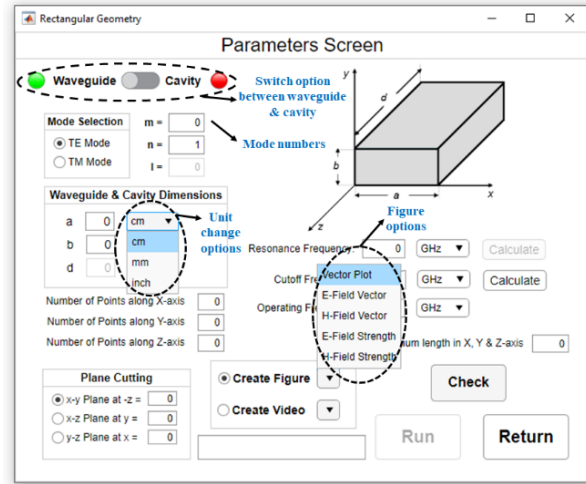 Rectangular Geometry
Parameters Screen
Waveguide Cavity
Switch option
between waveguide
& cavity
Mode Selection
TE Mode
TM Mode
m = 0
n = 1
l = 0
Mode numbers
y
d
b
a
x
z
Waveguide & Cavity Dimensions
a 0 cm
b 0
d 0
cm
mm
inch
Unit
change
options
Figure
options
Resonance Frequency: 0 GHz Calculate
Cutoff Fre GHz Calculate
Operating F GHz
um length in X, Y & Z-axis 0
Vector Plot
E-Field Vector
H-Field Vector
E-Field Strength
H-Field Strength
Number of Points along X-axis 0
Number of Points along Y-axis 0
Number of Points along Z-axis 0
Plane Cutting
x-y Plane at -z = 0
x-z Plane at y = 0
y-z Plane at x = 0
Create Figure
Create Video
Check
Run
Return